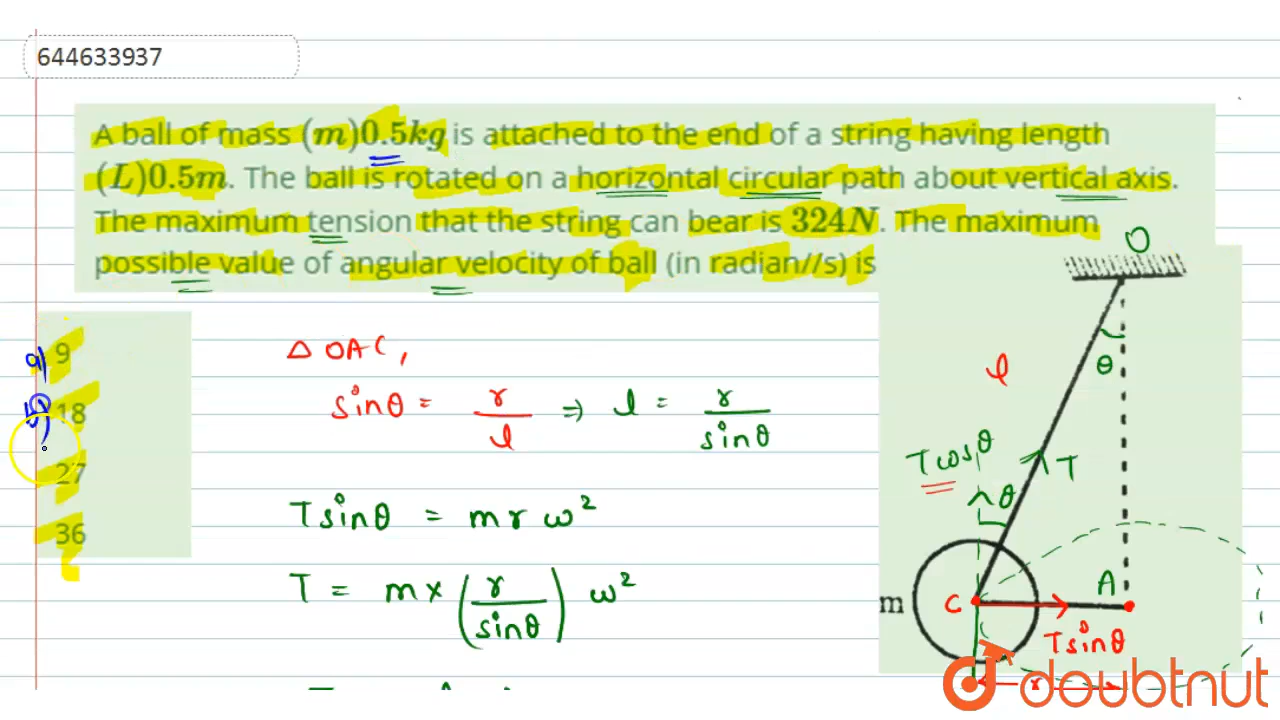 644633937
A ball of mass (m)0.5kg is attached to the end of a string having length
(L)0.5m. The ball is rotated on a horizontal circular path about vertical axis.
The maximum tension that the string can bear is 324N. The maximum
possible value of angular velocity of ball (in radian//s) is
a) 9
b) 18
27
36
△ OAC,
sinθ = r/l ⇒ l = r/sinθ
Tsinθ = mrω²
T = m× (r/sinθ) ω²
O
θ
l
Tcosθ
T
θ
m
C
A
Tsinθ
r
doubtnut